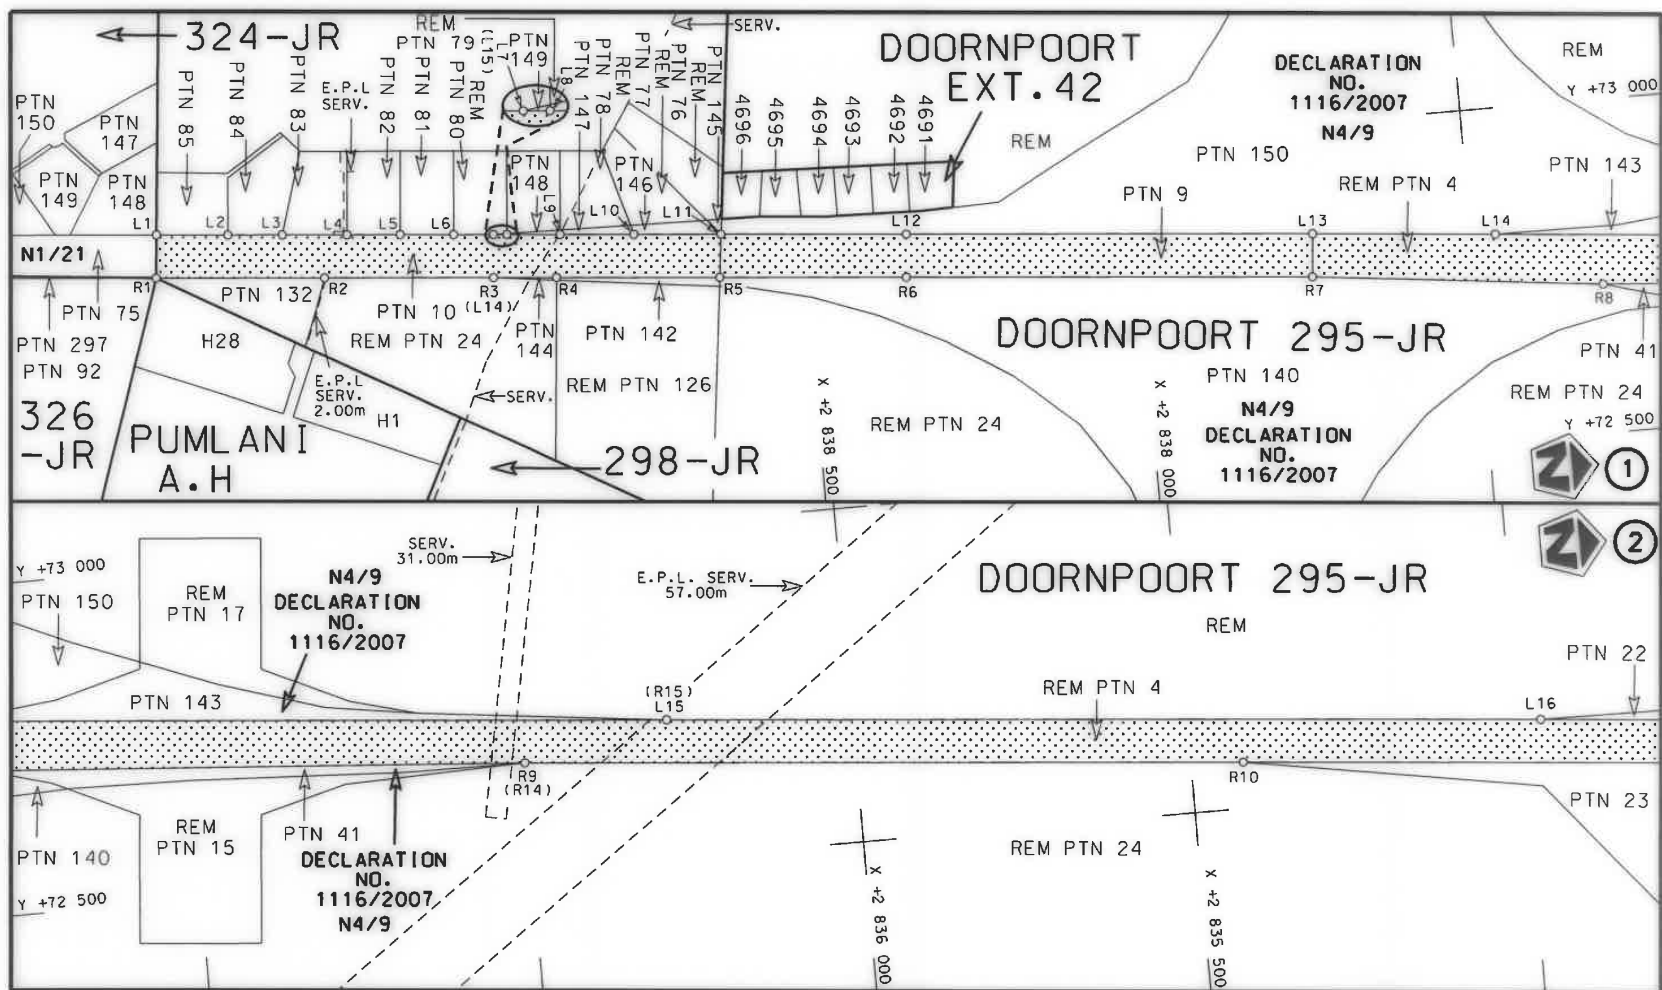 324-JR
PTN 150
PTN 147
PTN 149
PTN 148
PTN 85
PTN 84
PTN 83
E.P.L
SERV.
PTN 82
PTN 81
PTN 80
REM
PTN 79
REM
(L15)
L7
PTN
149
L8
PTN 147
PTN 78
REM
PTN 77
REM
PTN 76
REM
PTN 145
SERV.
PTN
148
PTN
146
4696
4695
4694
4693
4692
4691
DOORNPOORT
EXT.42
REM
DECLARATION
NO.
1116/2007
N4/9
REM
Y +73 000
PTN 150
PTN 9
REM PTN 4
PTN 143
L1
L2
L3
L4
L5
L6
L9
L10
L11
L12
L13
L14
N1/21
R1
R2
R3
(L14)
R4
R5
R6
R7
R8
PTN 75
PTN 297
PTN 92
326
-JR
PTN 132
H28
PTN 10
REM PTN 24
E.P.L
SERV.
2.00m
H1
PUMLANI
A.H
PTN
144
PTN 142
REM PTN 126
SERV.
298-JR
X +2 838 500
REM PTN 24
DOORNPOORT 295-JR
PTN 140
N4/9
DECLARATION
NO.
1116/2007
X +2 838 000
PTN 41
REM PTN 24
Y +72 500
N
1
N
2
Y +73 000
PTN 150
REM
PTN 17
N4/9
DECLARATION
NO.
1116/2007
SERV.
31.00m
E.P.L. SERV.
57.00m
DOORNPOORT 295-JR
REM
PTN 22
PTN 143
(R15)
L15
REM PTN 4
L16
R9
(R14)
R10
PTN 140
Y +72 500
REM
PTN 15
PTN 41
DECLARATION
NO.
1116/2007
N4/9
X +2 836 000
REM PTN 24
X +2 835 500
PTN 23